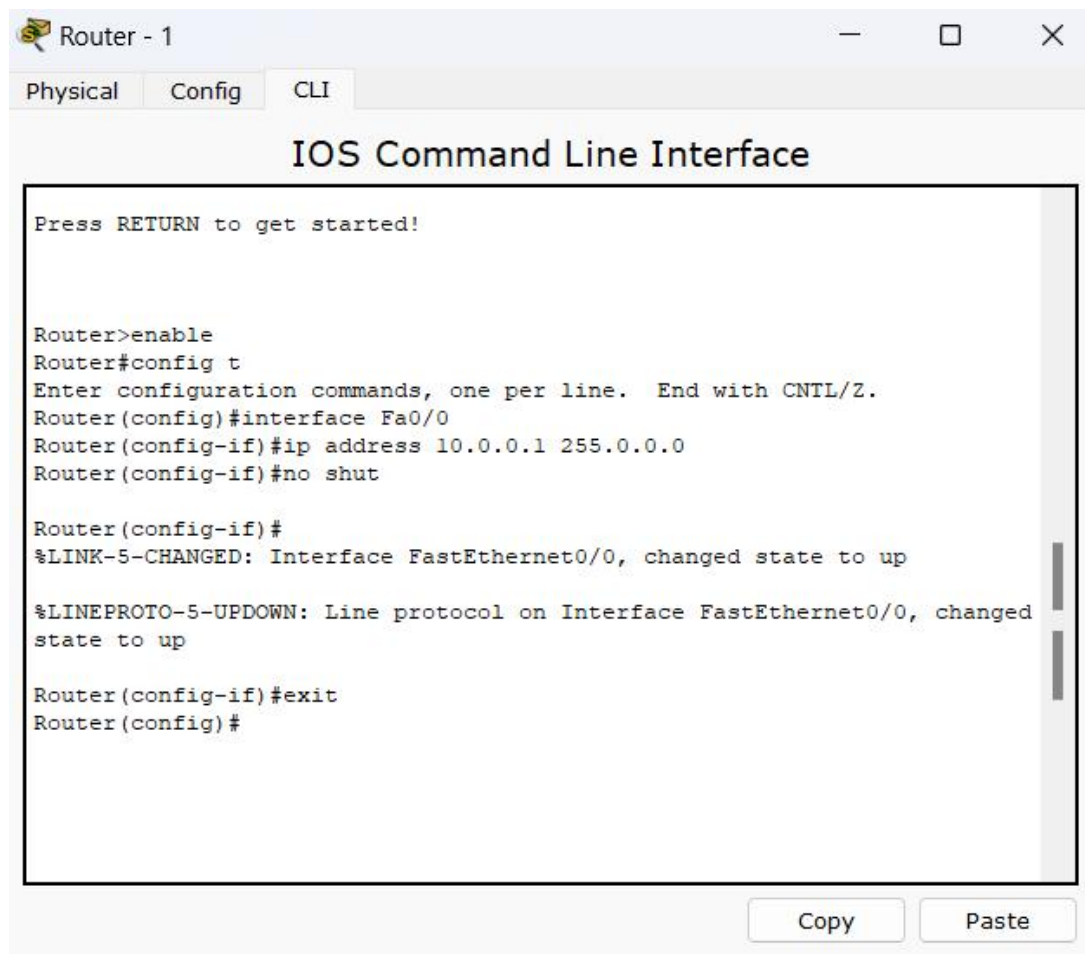 Router - 1
Physical Config CLI
IOS Command Line Interface
Press RETURN to get started!
Router>enable
Router#config t
Enter configuration commands, one per line.  End with CNTL/Z.
Router(config)#interface Fa0/0
Router(config-if)#ip address 10.0.0.1 255.0.0.0
Router(config-if)#no shut
Router(config-if)#
%LINK-5-CHANGED: Interface FastEthernet0/0, changed state to up
%LINEPROTO-5-UPDOWN: Line protocol on Interface FastEthernet0/0, changed
state to up
Router(config-if)#exit
Router(config)#
Copy Paste